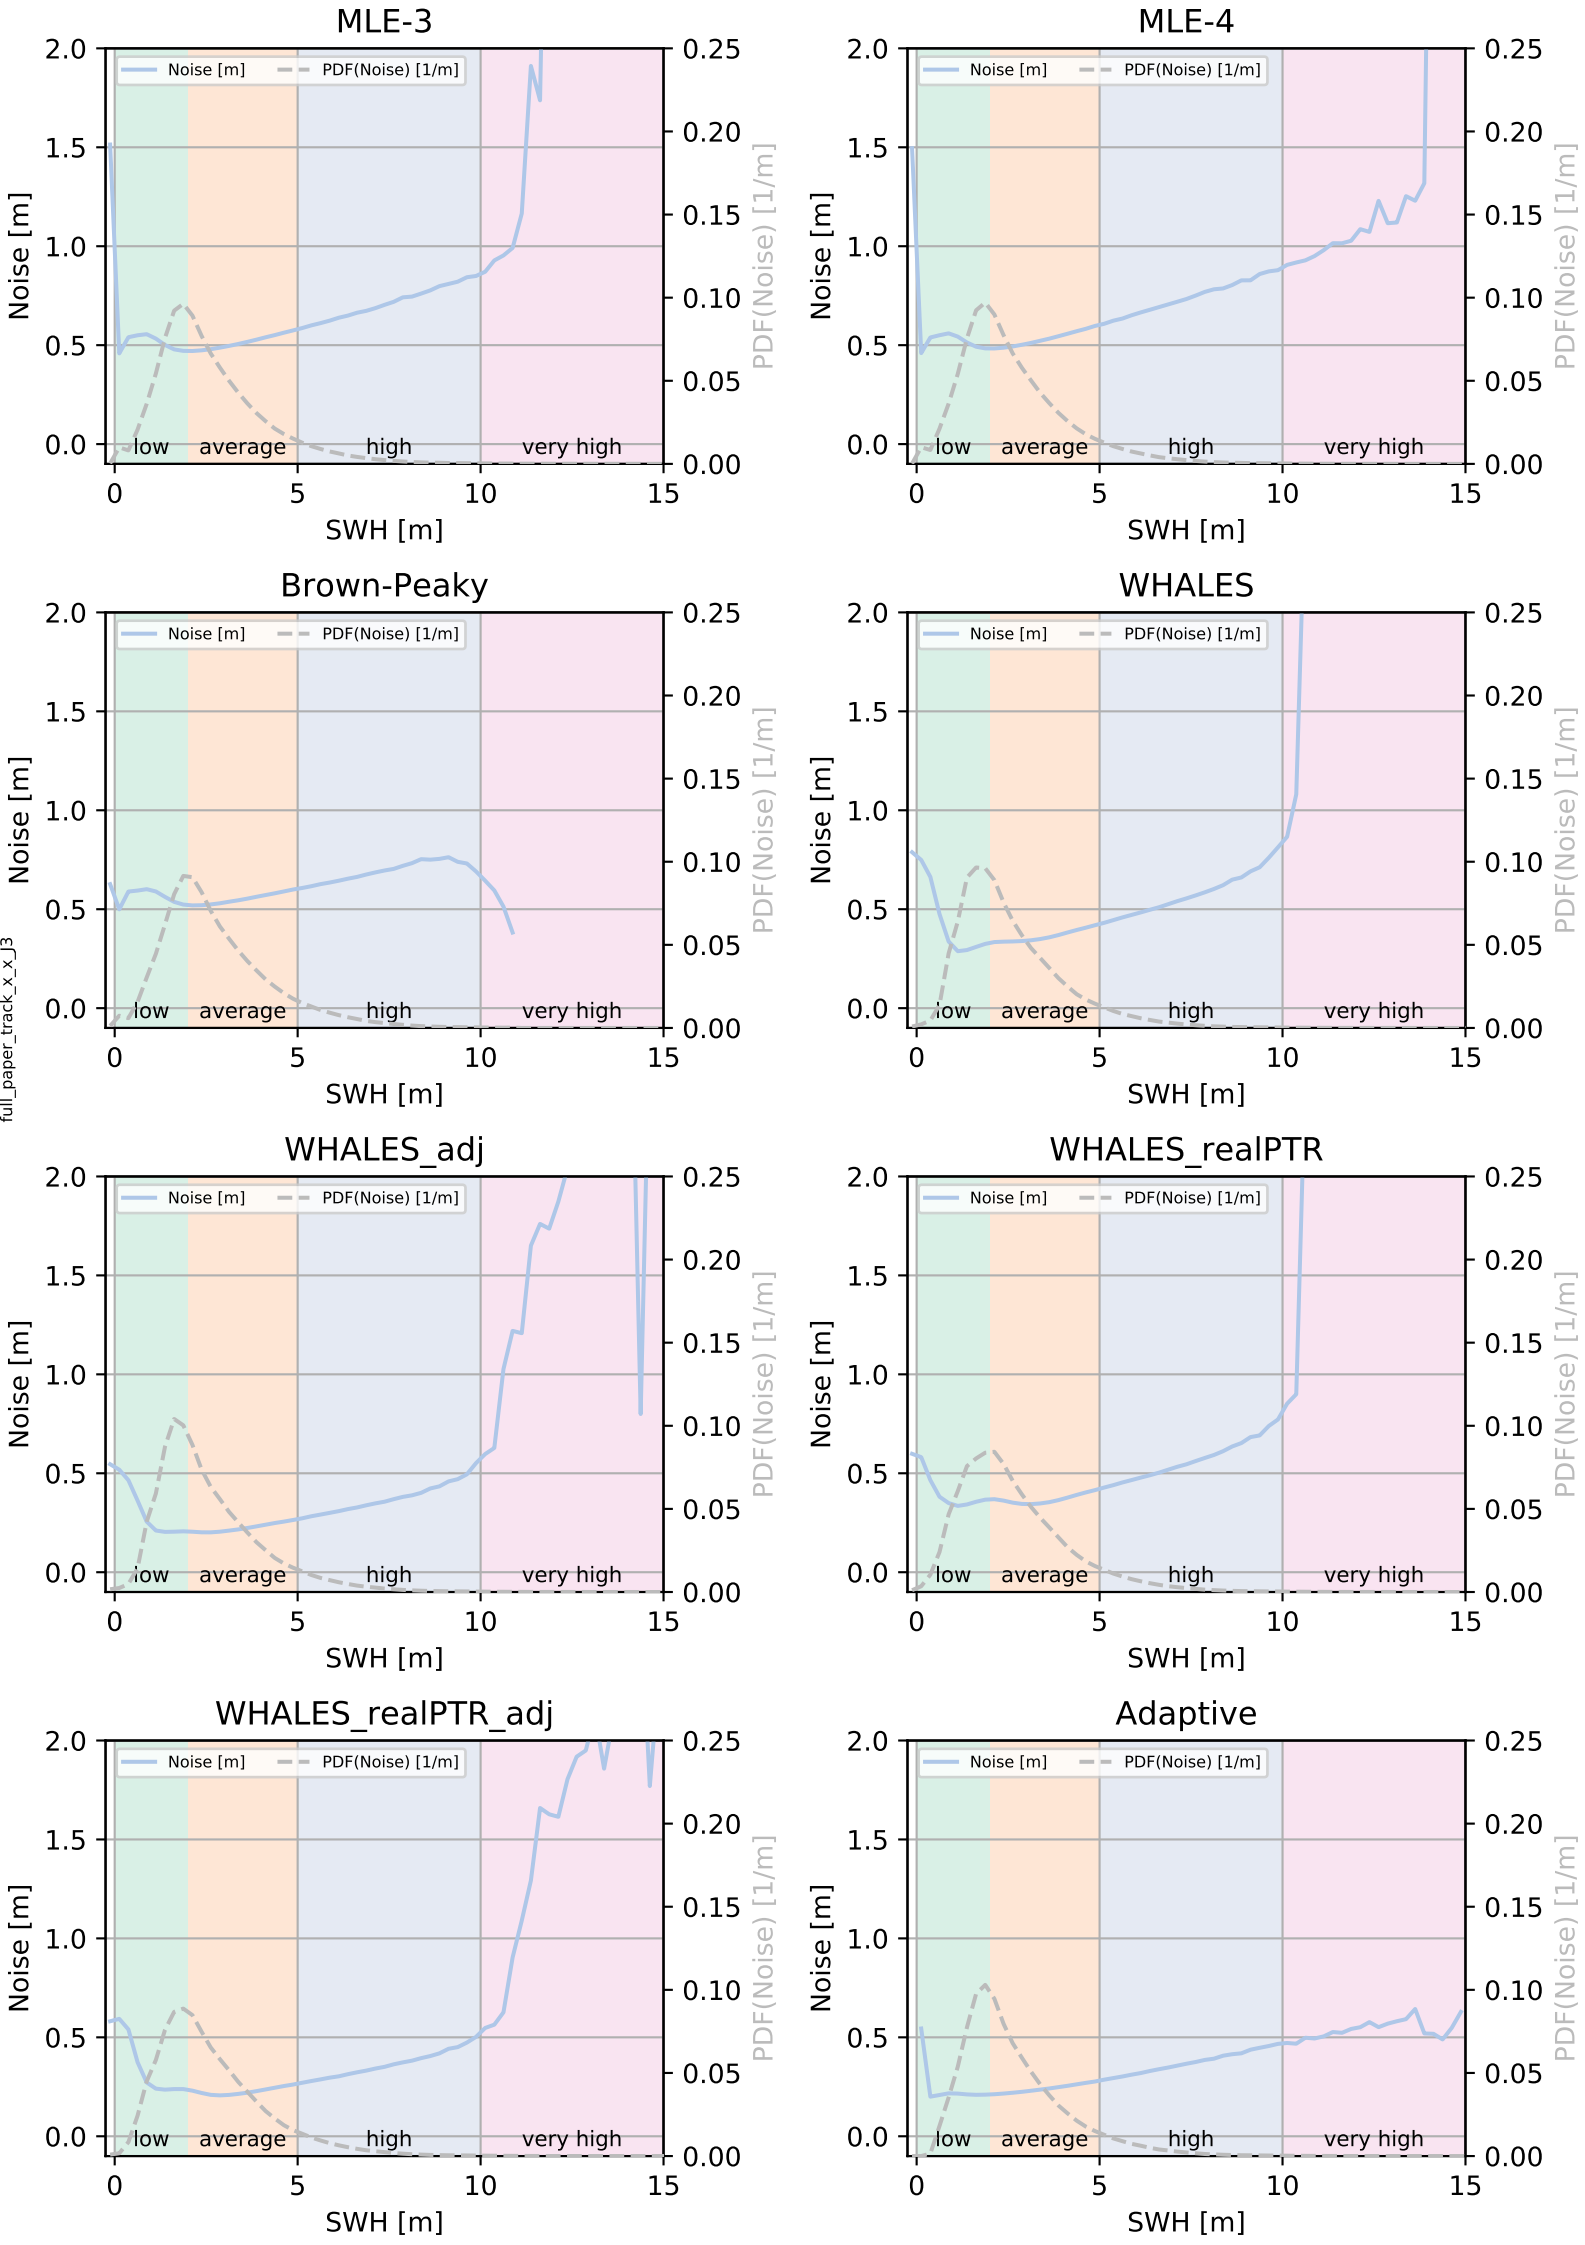 MLE-3
2.0
1.5
1.0
0.5
0.0
Noise [m]
Noise [m] PDF(Noise) [1/m]
low average high very high
0 5 10 15
SWH [m]
0.25
0.20
0.15
0.10
0.05
0.00
PDF(Noise) [1/m]
MLE-4
2.0
1.5
1.0
0.5
0.0
Noise [m]
Noise [m] PDF(Noise) [1/m]
low average high very high
0 5 10 15
SWH [m]
0.25
0.20
0.15
0.10
0.05
0.00
PDF(Noise) [1/m]
Brown-Peaky
2.0
1.5
1.0
0.5
0.0
Noise [m]
Noise [m] PDF(Noise) [1/m]
low average high very high
0 5 10 15
SWH [m]
0.25
0.20
0.15
0.10
0.05
0.00
PDF(Noise) [1/m]
WHALES
2.0
1.5
1.0
0.5
0.0
Noise [m]
Noise [m] PDF(Noise) [1/m]
low average high very high
0 5 10 15
SWH [m]
0.25
0.20
0.15
0.10
0.05
0.00
PDF(Noise) [1/m]
full_paper_track_x_x_J3
WHALES_adj
2.0
1.5
1.0
0.5
0.0
Noise [m]
Noise [m] PDF(Noise) [1/m]
low average high very high
0 5 10 15
SWH [m]
0.25
0.20
0.15
0.10
0.05
0.00
PDF(Noise) [1/m]
WHALES_realPTR
2.0
1.5
1.0
0.5
0.0
Noise [m]
Noise [m] PDF(Noise) [1/m]
low average high very high
0 5 10 15
SWH [m]
0.25
0.20
0.15
0.10
0.05
0.00
PDF(Noise) [1/m]
WHALES_realPTR_adj
2.0
1.5
1.0
0.5
0.0
Noise [m]
Noise [m] PDF(Noise) [1/m]
low average high very high
0 5 10 15
SWH [m]
0.25
0.20
0.15
0.10
0.05
0.00
PDF(Noise) [1/m]
Adaptive
2.0
1.5
1.0
0.5
0.0
Noise [m]
Noise [m] PDF(Noise) [1/m]
low average high very high
0 5 10 15
SWH [m]
0.25
0.20
0.15
0.10
0.05
0.00
PDF(Noise) [1/m]